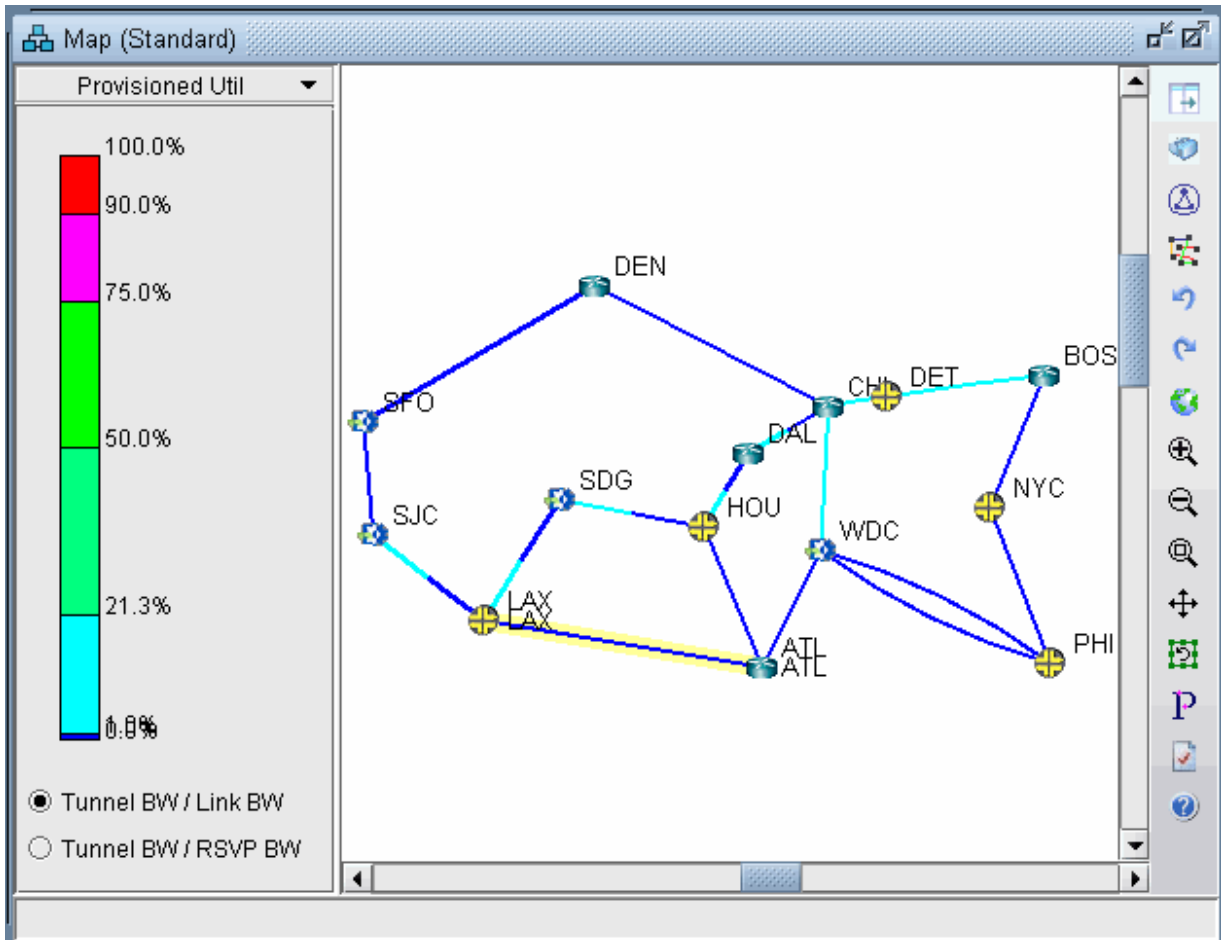 Map (Standard)
Provisioned Util
100.0%
90.0%
75.0%
50.0%
21.3%
Tunnel BW / Link BW
Tunnel BW / RSVP BW
DEN
BOS
DET
SFO
DAL
SDG
NYC
HOU
SJC
WDC
LAX
LAX
PHI
ATL
ATL
P